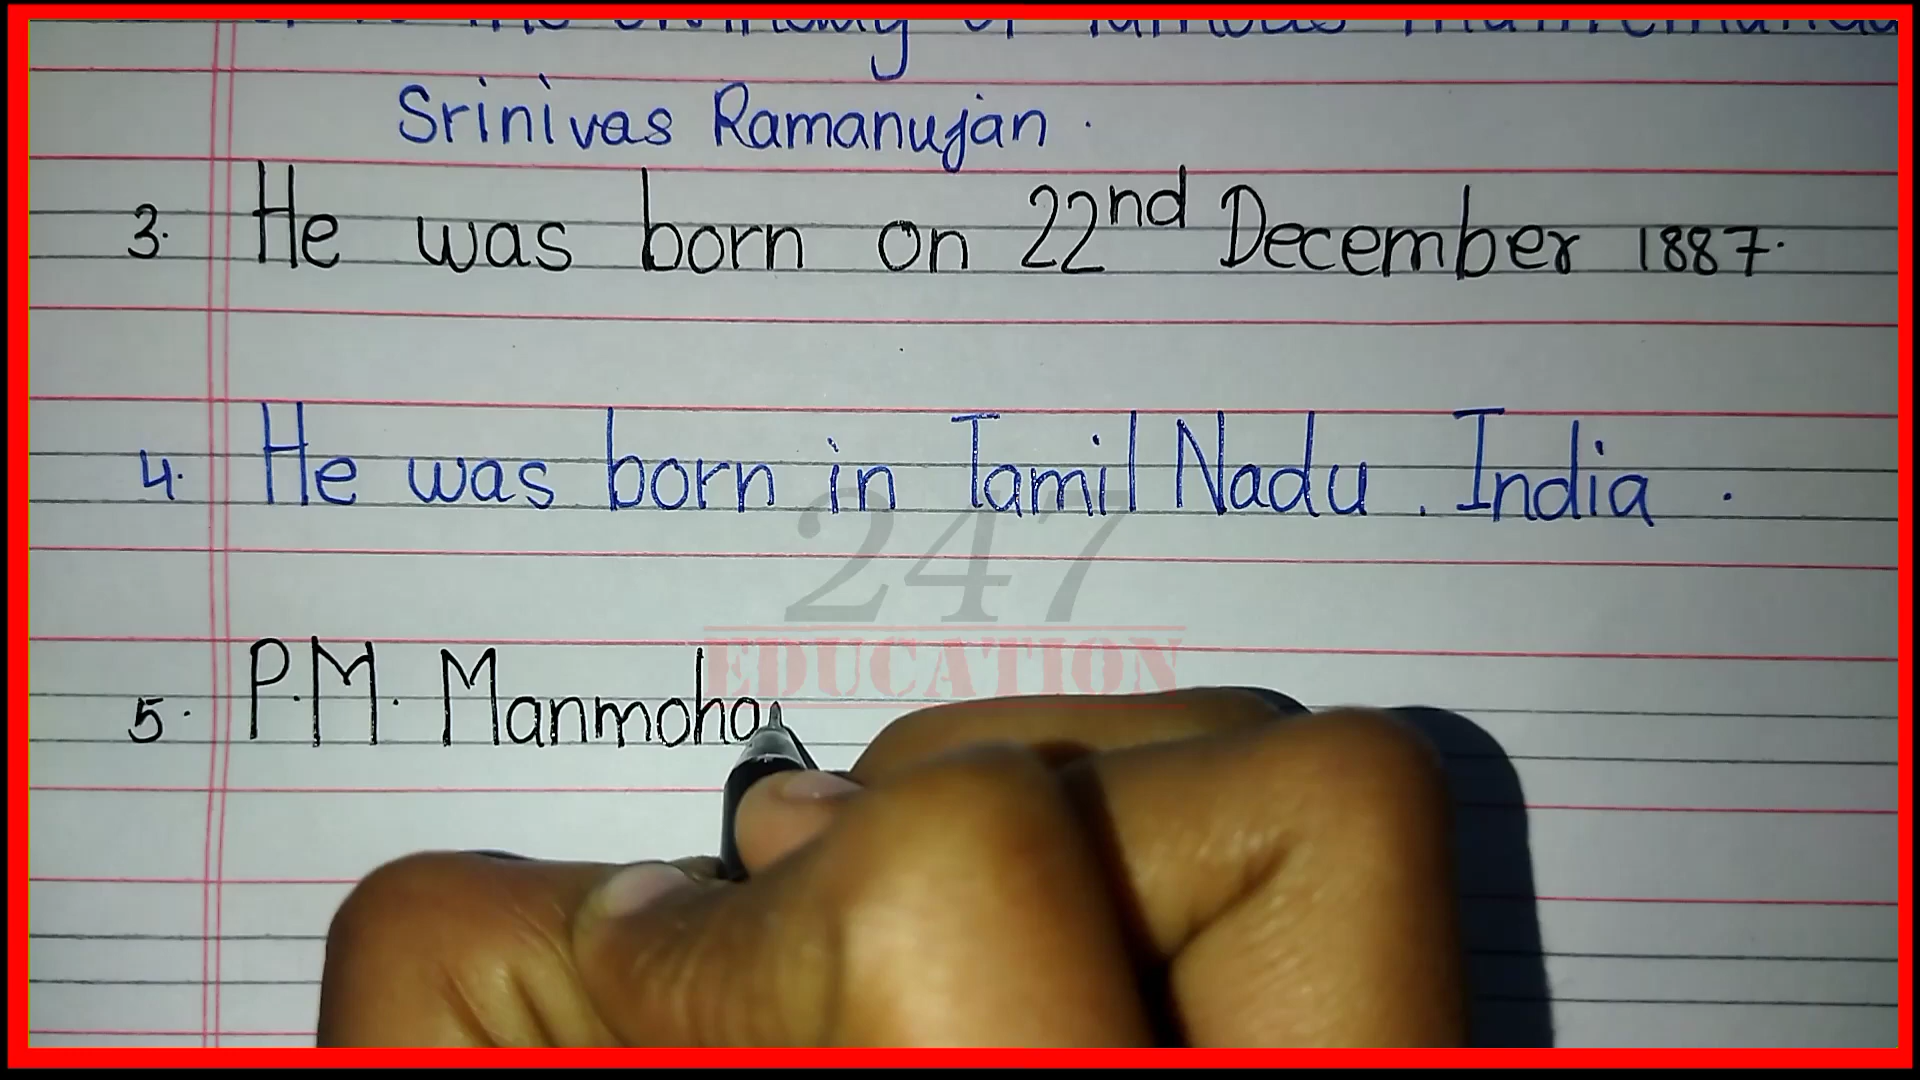 Srinivas Ramanujan.
3. He was born on 22nd December 1887.
4. He was born in Tamil Nadu. India.
5. P.M. Manmoha
247
EDUCATION